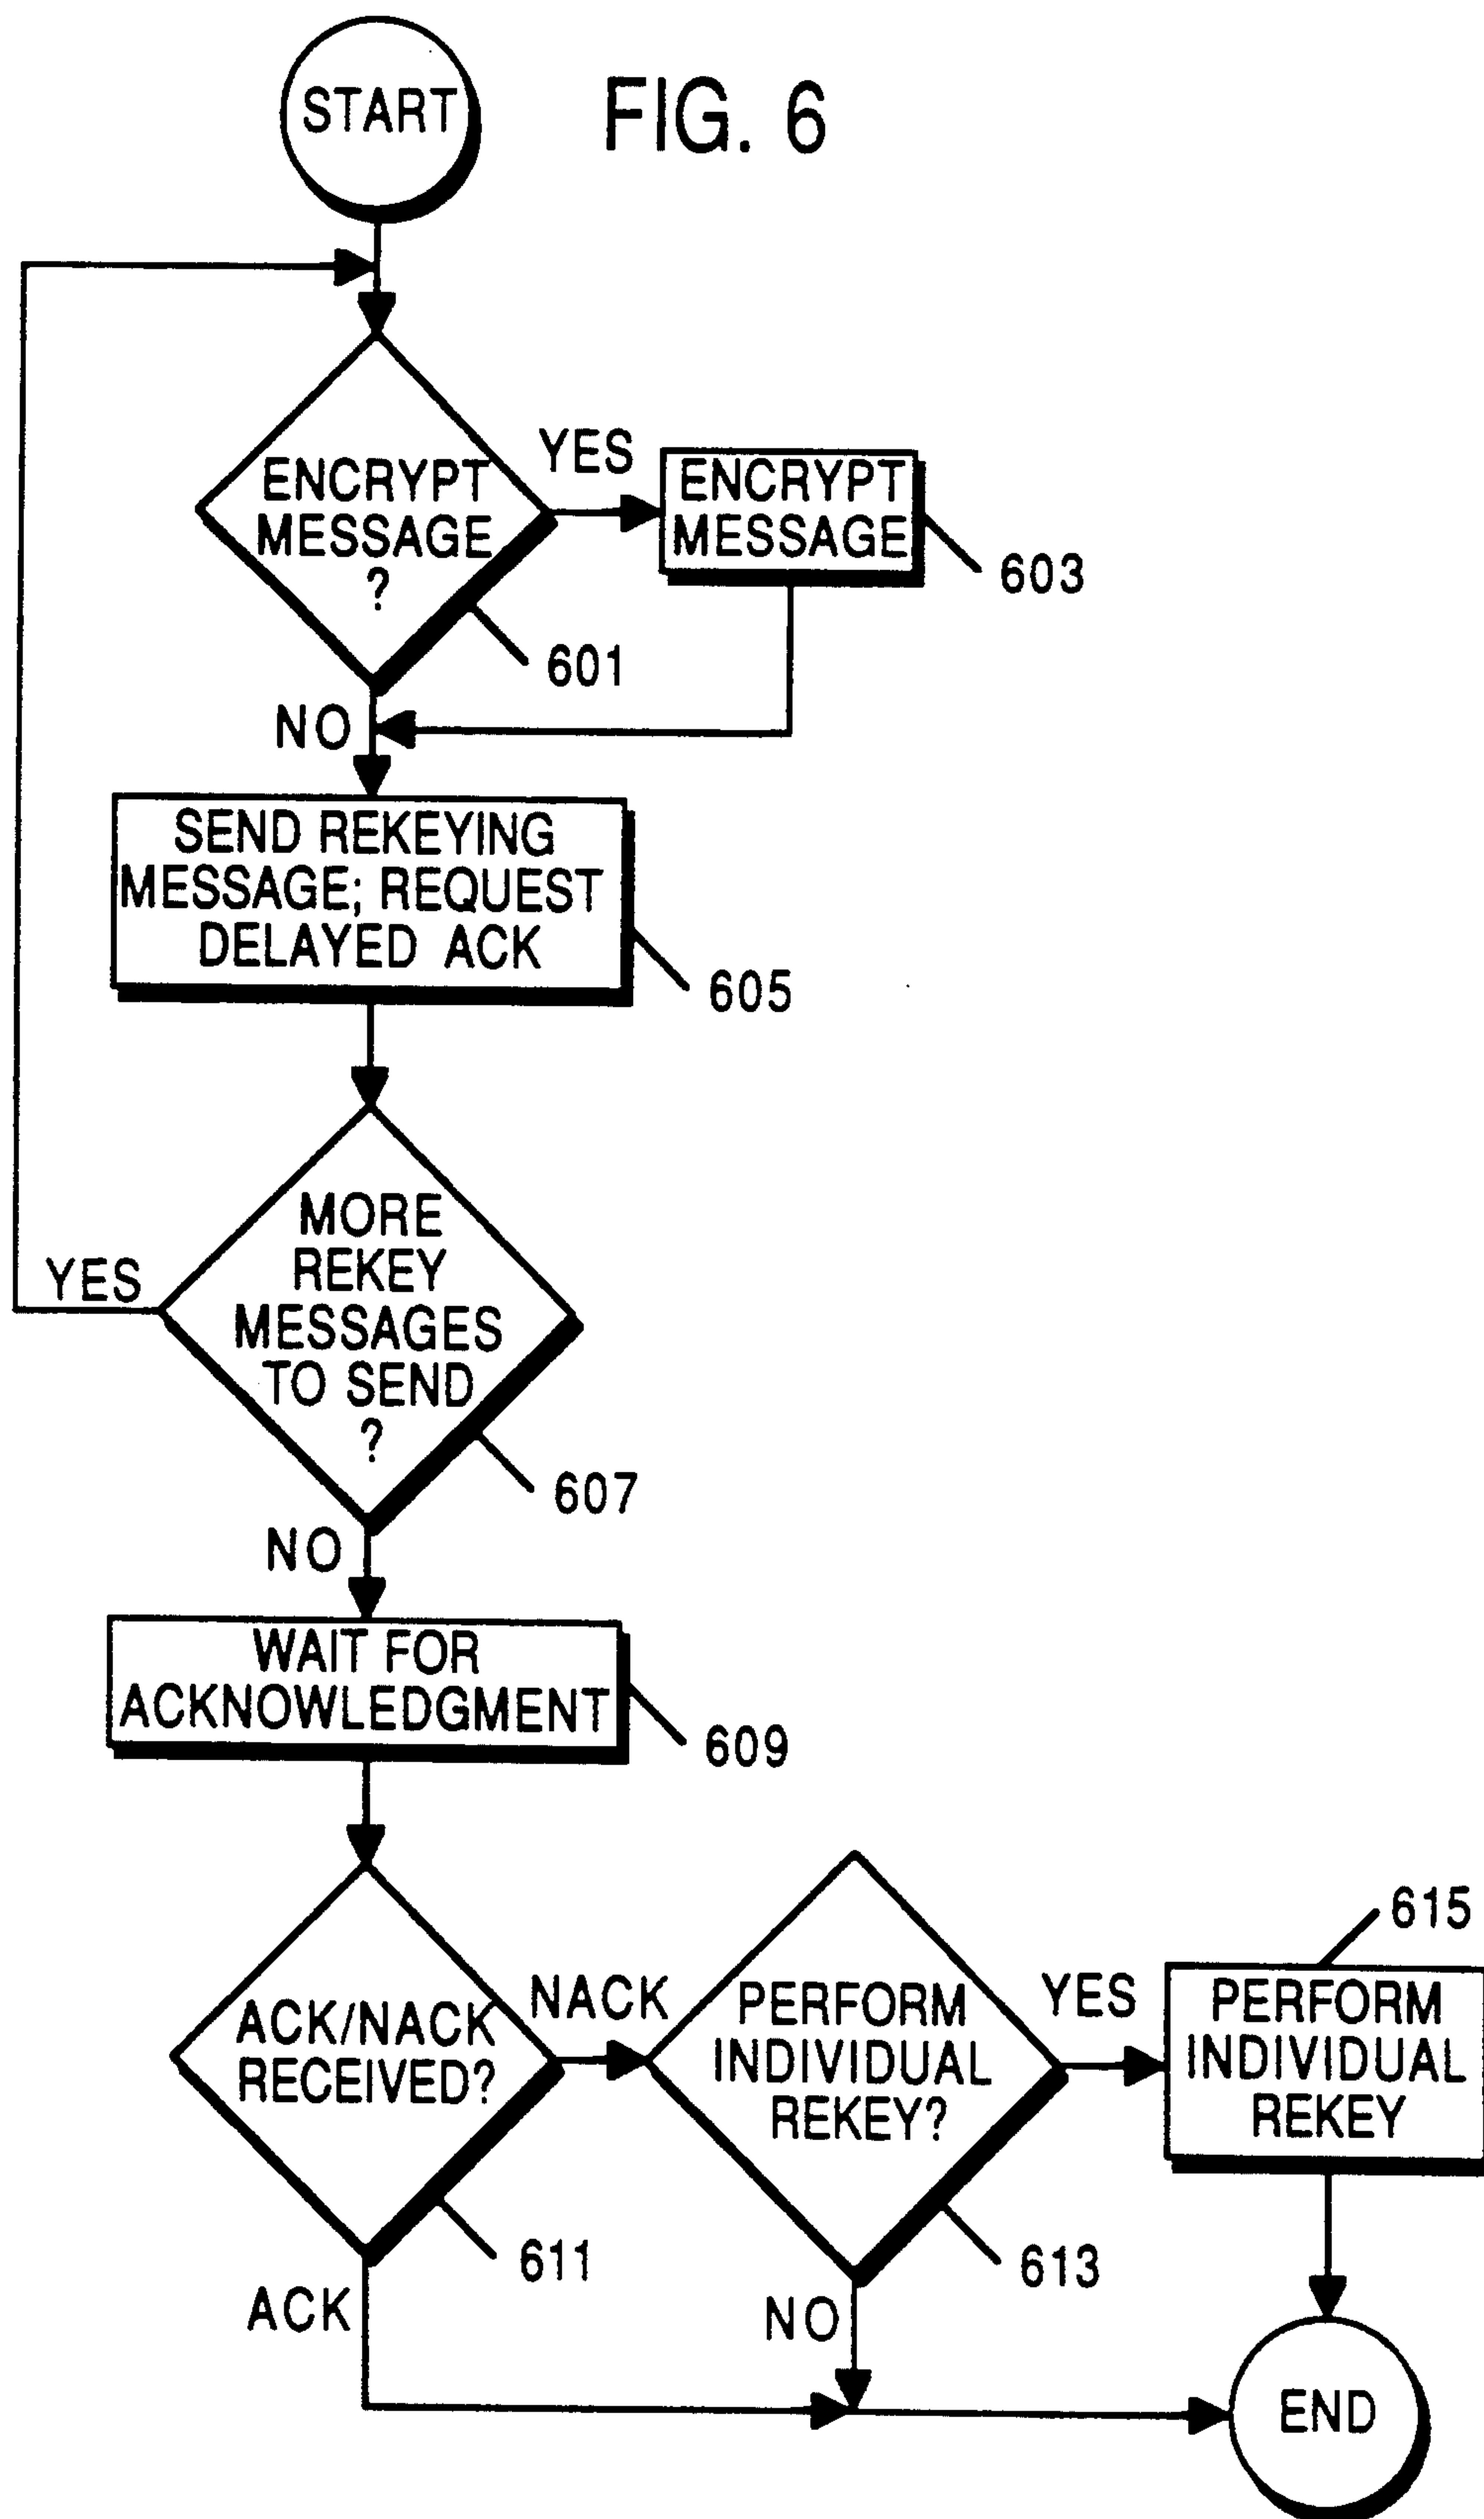 START
FIG. 6
ENCRYPT
MESSAGE
?
YES
ENCRYPT
MESSAGE
603
601
NO
SEND REKEYING
MESSAGE; REQUEST
DELAYED ACK
605
MORE
REKEY
MESSAGES
TO SEND
?
YES
607
NO
WAIT FOR
ACKNOWLEDGMENT
609
ACK/NACK
RECEIVED?
NACK
611
ACK
PERFORM
INDIVIDUAL
REKEY?
YES
613
NO
615
PERFORM
INDIVIDUAL
REKEY
END